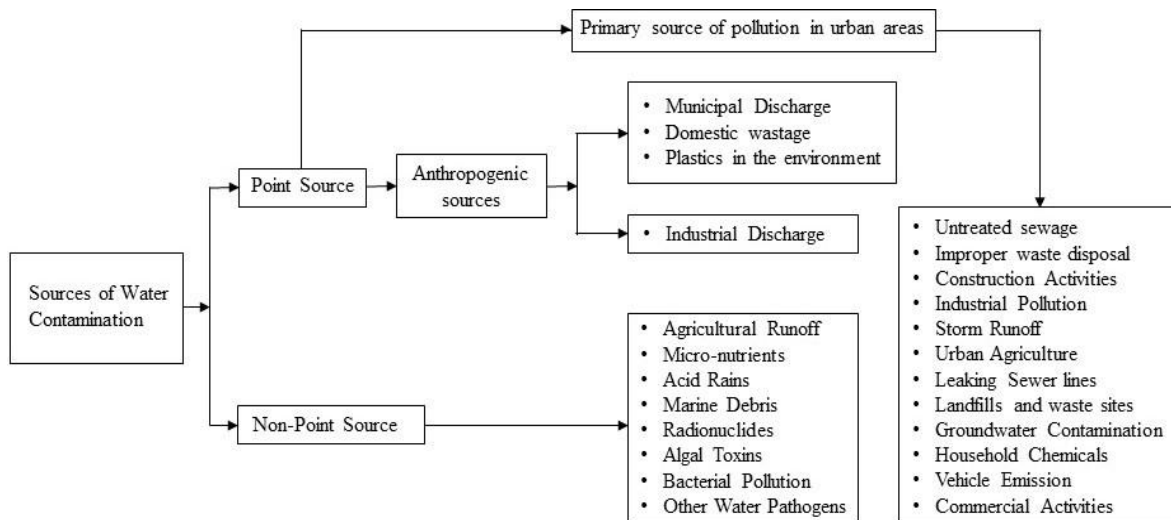 Primary source of pollution in urban areas
• Municipal Discharge
• Domestic wastage
• Plastics in the environment
Point Source
Anthropogenic
sources
• Industrial Discharge
Sources of Water
Contamination
• Agricultural Runoff
• Micro-nutrients
• Acid Rains
• Marine Debris
• Radionuclides
• Algal Toxins
• Bacterial Pollution
• Other Water Pathogens
Non-Point Source
• Untreated sewage
• Improper waste disposal
• Construction Activities
• Industrial Pollution
• Storm Runoff
• Urban Agriculture
• Leaking Sewer lines
• Landfills and waste sites
• Groundwater Contamination
• Household Chemicals
• Vehicle Emission
• Commercial Activities